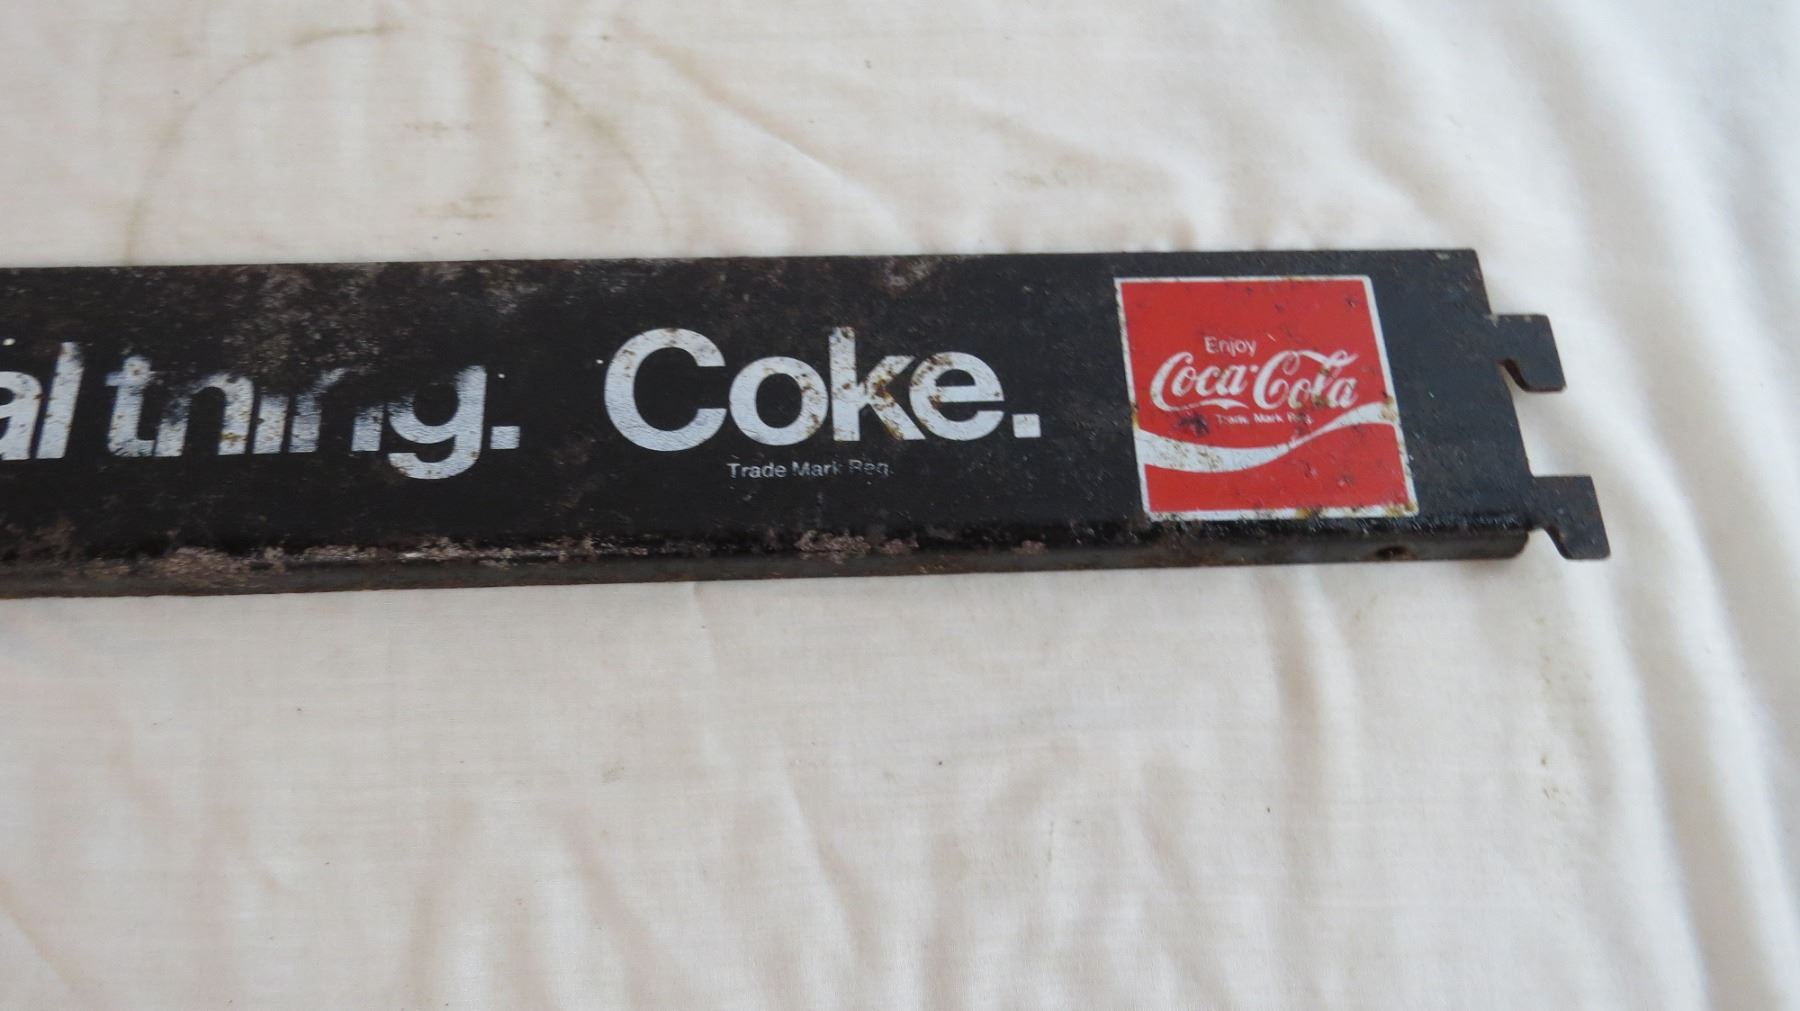 al thing. Coke.
Trade Mark Reg.
Enjoy
Coca-Cola
Trade Mark Reg.